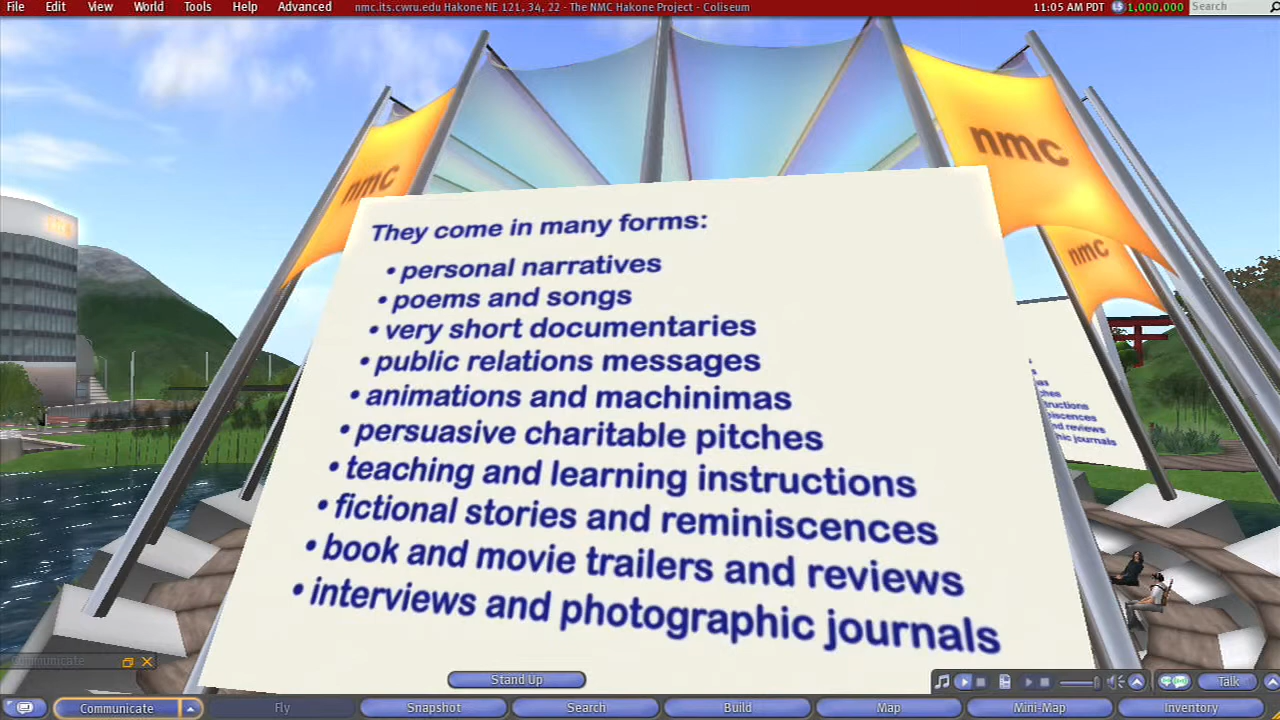 File Edit View World Tools Help Advanced nmc.its.cwru.edu Hakone NE 121, 34, 22 - The NMC Hakone Project - Coliseum 11:05 AM PDT L$ 1,000,000 Search
nmc
nmc
nmc
They come in many forms:
• personal narratives
• poems and songs
• very short documentaries
• public relations messages
• animations and machinimas
• persuasive charitable pitches
• teaching and learning instructions
• fictional stories and reminiscences
• book and movie trailers and reviews
• interviews and photographic journals
Communicate
Stand Up
Talk
Communicate Fly Snapshot Search Build Map Mini-Map Inventory